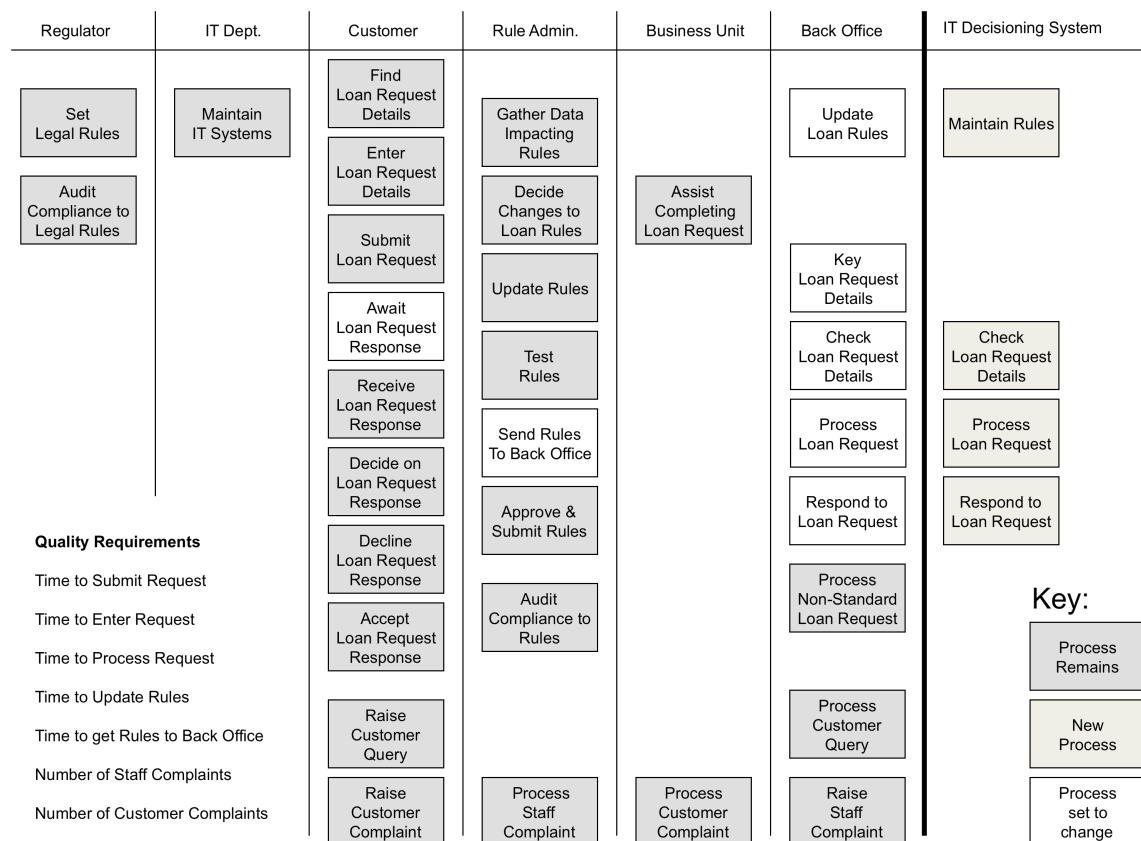 Regulator
IT Dept.
Customer
Rule Admin.
Business Unit
Back Office
IT Decisioning System
Set
Legal Rules
Audit
Compliance to
Legal Rules
Maintain
IT Systems
Find
Loan Request
Details
Enter
Loan Request
Details
Submit
Loan Request
Await
Loan Request
Response
Receive
Loan Request
Response
Decide on
Loan Request
Response
Decline
Loan Request
Response
Accept
Loan Request
Response
Raise
Customer
Query
Raise
Customer
Complaint
Gather Data
Impacting
Rules
Decide
Changes to
Loan Rules
Update Rules
Test
Rules
Send Rules
To Back Office
Approve &
Submit Rules
Audit
Compliance to
Rules
Process
Staff
Complaint
Assist
Completing
Loan Request
Process
Customer
Complaint
Update
Loan Rules
Key
Loan Request
Details
Check
Loan Request
Details
Process
Loan Request
Respond to
Loan Request
Process
Non-Standard
Loan Request
Process
Customer
Query
Raise
Staff
Complaint
Maintain Rules
Check
Loan Request
Details
Process
Loan Request
Respond to
Loan Request
Quality Requirements
Time to Submit Request
Time to Enter Request
Time to Process Request
Time to Update Rules
Time to get Rules to Back Office
Number of Staff Complaints
Number of Customer Complaints
Key:
Process
Remains
New
Process
Process
set to
change